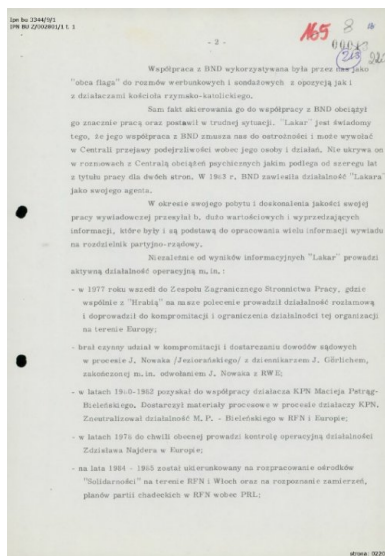 Ipn bu 3344/5/1
IPN BU 2/002801/1 t. 1
165 8
- 2 -
Współpraca z BND wykorzystywana była przez nas jako
"obca flaga" do rozmów werbunkowych i sondażowych z opozycją jak i
z działaczami kościoła rzymsko-katolickiego.
Sam fakt skierowania go do współpracy z BND obciążył
go znacznie pracą oraz postawił w trudnej sytuacji. "Lakar" jest świadomy
tego, że jego współpraca z BND zmusza nas do ostrożności i może wywołać
w Centrali przejawy podejrzliwości wobec jego osoby i działań. Nie ukrywa on
w rozmowach z Centralą obciążeń psychicznych jakim podlega od szeregu lat
z tytułu pracy dla dwóch stron. W 1983 r. BND zawiesiła działalność "Lakara"
jako swojego agenta.
W okresie swojego pobytu i doskonalenia jakości swojej
pracy wywiadowczej przesyłał b. dużo wartościowych i wyprzedzających
informacji, które były i są podstawą do opracowania wielu informacji wywiadu
na rozdzielnik partyjno-rządowy.
Niezależnie od wyników informacyjnych "Lakar" prowadzi
aktywną działalność operacyjną m.in.:
- w 1977 roku wszedł do Zespołu Zagranicznego Stronnictwa Pracy, gdzie
wspólnie z "Hrabią" na nasze polecenie prowadził działalność rozłamową
i doprowadził do kompromitacji i ograniczenia działalności tej organizacji
na terenie Europy;
- brał czynny udział w kompromitacji i dostarczaniu dowodów sądowych
w procesie J. Nowaka /Jeziorańskiego/ z dziennikarzem J. Görlichem,
zakończonej m.in. odwołaniem J. Nowaka z RWE;
- w latach 1980-1982 pozyskał do współpracy działacza KPN Macieja Pstrąg-
Bieleńskiego. Dostarczył materiały procesowe w procesie działaczy KPN.
Zneutralizował działalność M. P. - Bieleńskiego w RFN i Europie;
- w latach 1978 do chwili obecnej prowadzi kontrolę operacyjną działalności
Zdzisława Najdera w Europie;
- na lata 1984 - 1985 został ukierunkowany na rozpracowanie ośrodków
"Solidarności" na terenie RFN i Włoch oraz na rozpoznanie zamierzeń,
planów partii chadeckich w RFN wobec PRL;